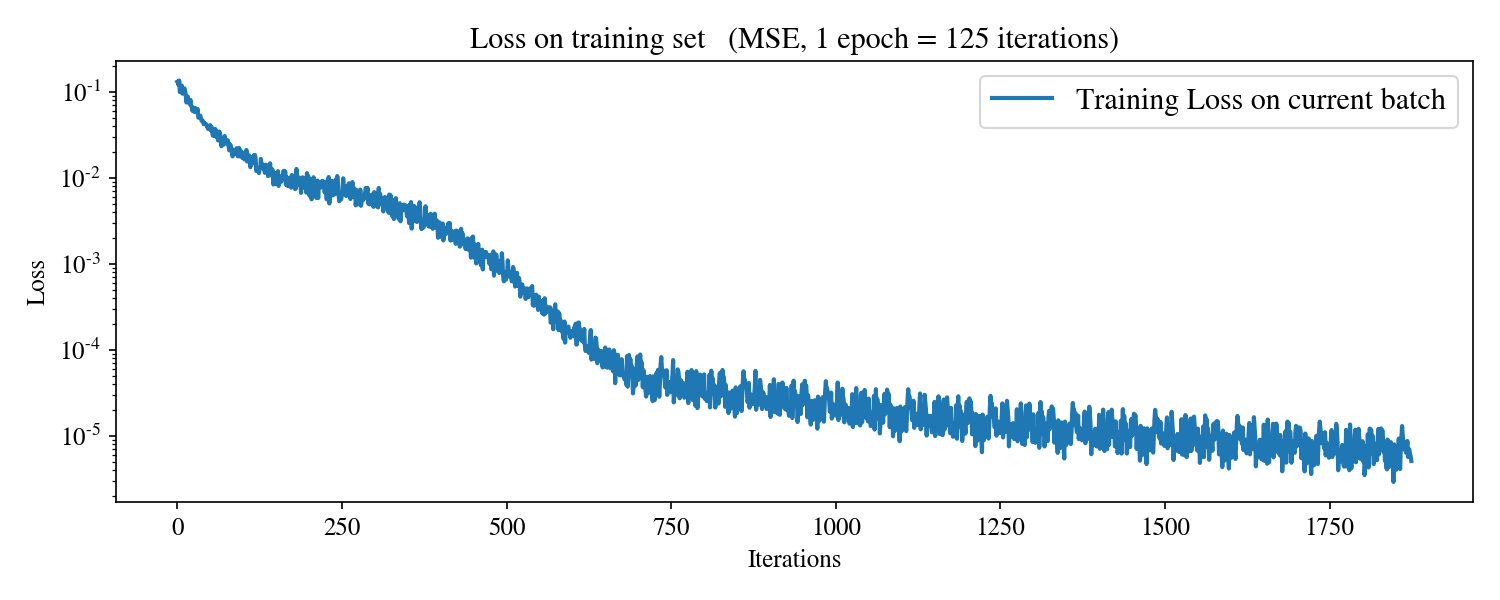 Loss on training set   (MSE, 1 epoch = 125 iterations)
Training Loss on current batch
Loss
10⁻¹
10⁻²
10⁻³
10⁻⁴
10⁻⁵
0 250 500 750 1000 1250 1500 1750
Iterations